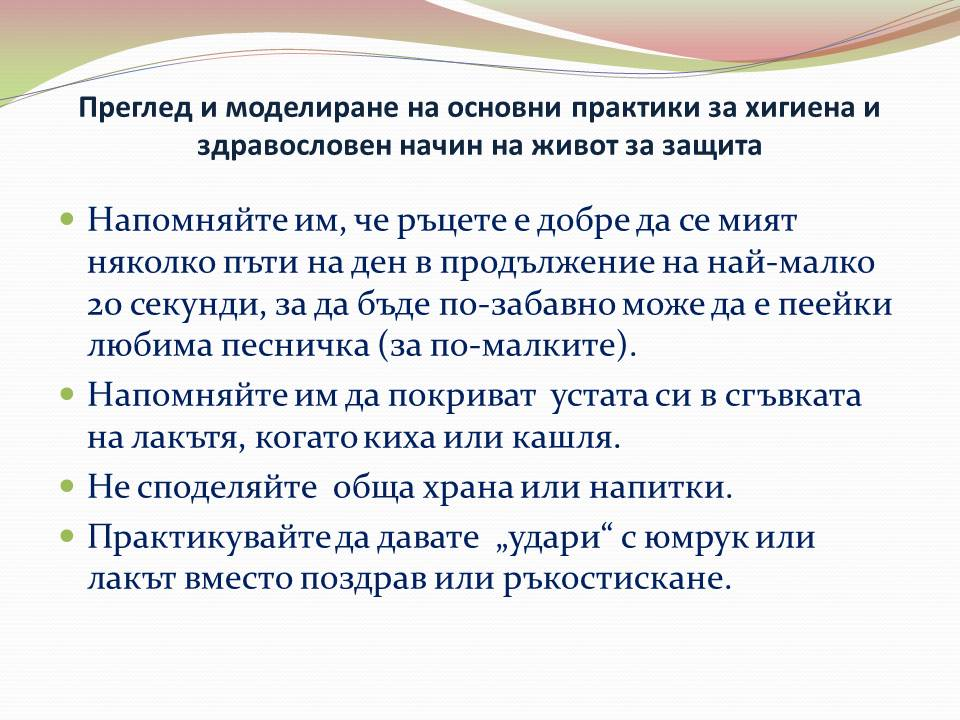 Преглед и моделиране на основни практики за хигиена и
здравословен начин на живот за защита
• Напомняйте им, че ръцете е добре да се мият
няколко пъти на ден в продължение на най-малко
20 секунди, за да бъде по-забавно може да е пеейки
любима песничка (за по-малките).
• Напомняйте им да покриват устата си в сгъвката
на лакътя, когато киха или кашля.
• Не споделяйте обща храна или напитки.
• Практикувайте да давате „удари“ с юмрук или
лакът вместо поздрав или ръкостискане.